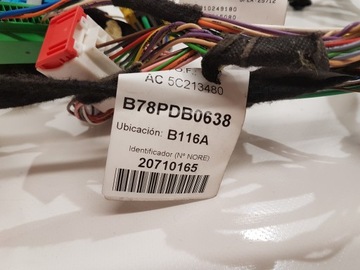 AC 5C213480
B78PDB0638
Ubicación: B116A
Identificador (Nº NORE)
20710165